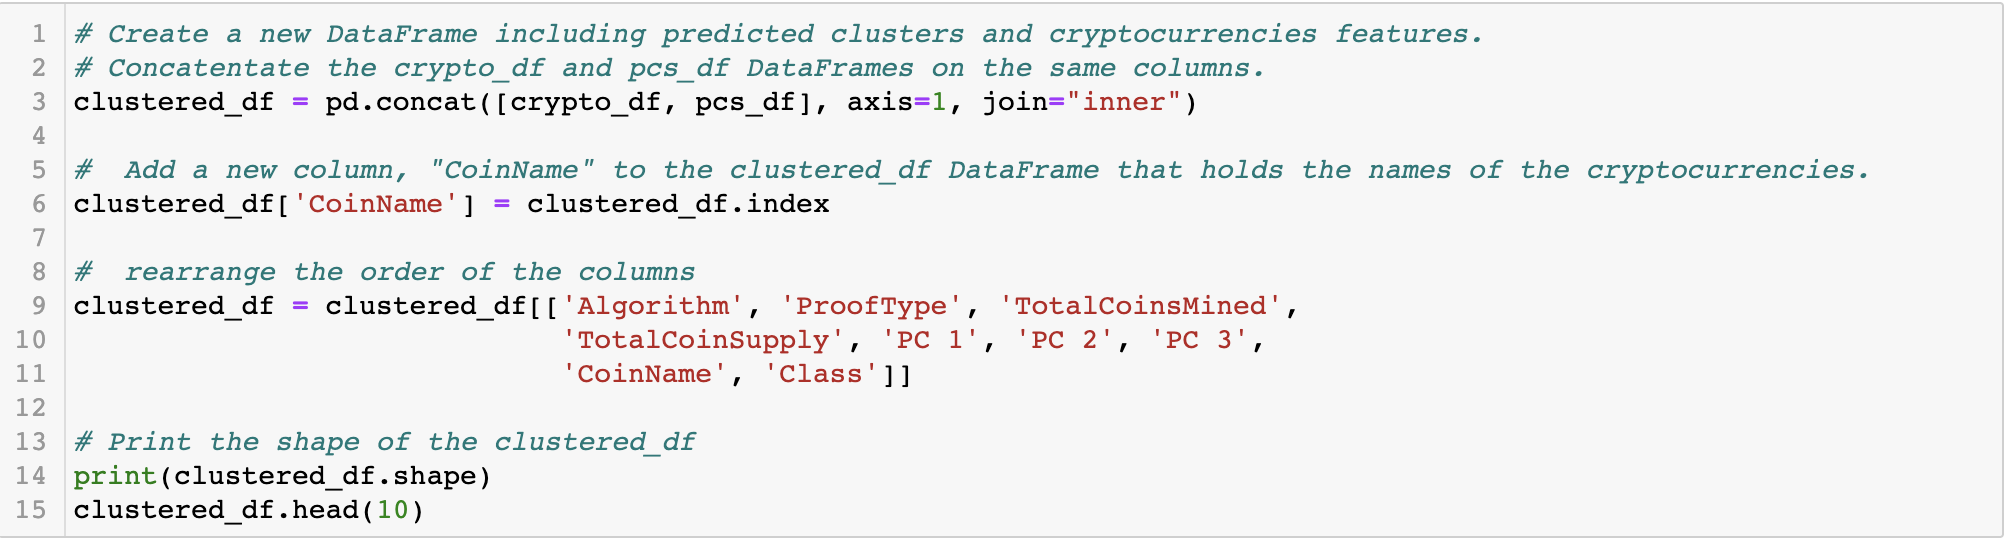 1 # Create a new DataFrame including predicted clusters and cryptocurrencies features.
2 # Concatentate the crypto_df and pcs_df DataFrames on the same columns.
3 clustered_df = pd.concat([crypto_df, pcs_df], axis=1, join="inner")
4
5 #  Add a new column, "CoinName" to the clustered_df DataFrame that holds the names of the cryptocurrencies.
6 clustered_df['CoinName'] = clustered_df.index
7
8 #  rearrange the order of the columns
9 clustered_df = clustered_df[['Algorithm', 'ProofType', 'TotalCoinsMined',
10                              'TotalCoinSupply', 'PC 1', 'PC 2', 'PC 3',
11                              'CoinName', 'Class']]
12
13 # Print the shape of the clustered_df
14 print(clustered_df.shape)
15 clustered_df.head(10)